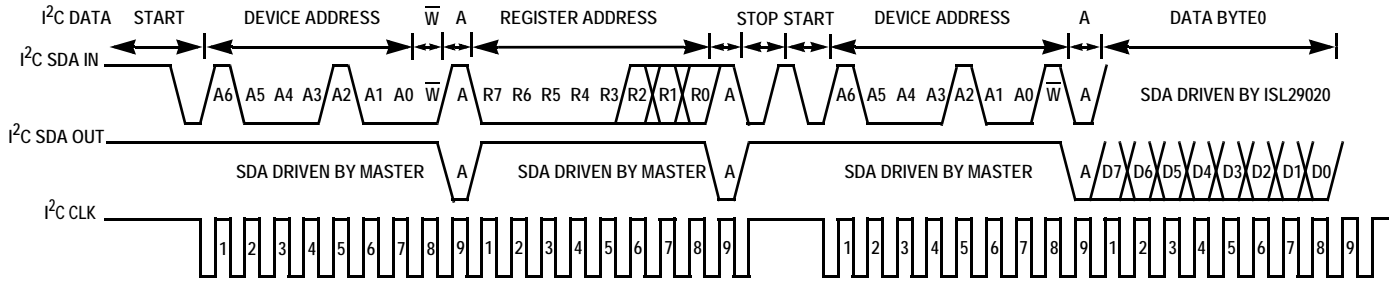 I²C DATA START DEVICE ADDRESS W̅ A REGISTER ADDRESS STOP START DEVICE ADDRESS A DATA BYTE0
I²C SDA IN
A6 A5 A4 A3 A2 A1 A0 W̅ A R7 R6 R5 R4 R3 R2 R1 R0 A A6 A5 A4 A3 A2 A1 A0 W̅ A SDA DRIVEN BY ISL29020
I²C SDA OUT
SDA DRIVEN BY MASTER A SDA DRIVEN BY MASTER A SDA DRIVEN BY MASTER A D7 D6 D5 D4 D3 D2 D1 D0
I²C CLK
1 2 3 4 5 6 7 8 9 1 2 3 4 5 6 7 8 9 1 2 3 4 5 6 7 8 9 1 2 3 4 5 6 7 8 9